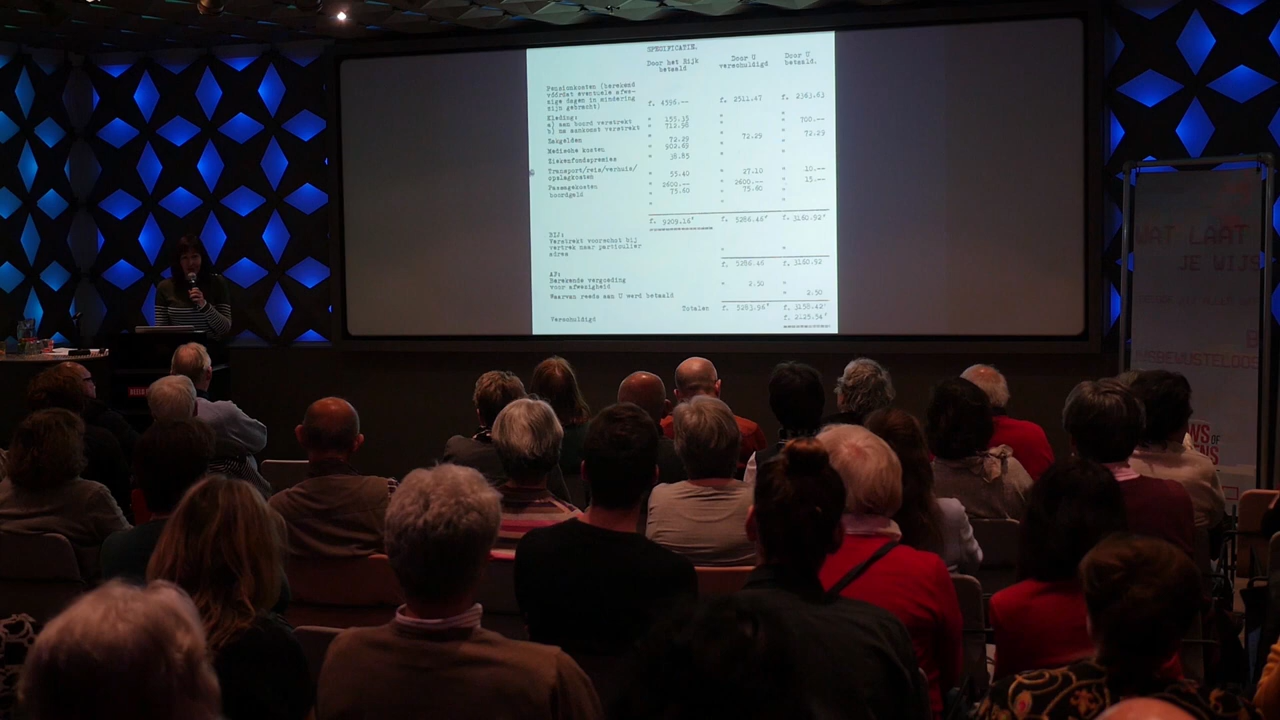 SPECIFICATIE.
Door het Rijk betaald
Door U verschuldigd
Door U betaald.
Pensionkosten (berekend
vóórdat eventuele afwe-
zige dagen in mindering
zijn gebracht) f. 4596.-- f. 2511.47 f. 2363.63
Kleding:
a) aan boord verstrekt " 155.35 " "
b) na aankomst verstrekt " 712.98 " " 700.--
Zakgelden " 72.29 " 72.29 " 72.29
Medische kosten " 902.69 "
Ziekenfondspremies " 38.85 "
Transport/reis/verhuis/
opslagkosten " 55.40 " 27.10 " 10.--
Passagekosten " 2600.-- " 2600.-- " 15.--
boordgeld " 75.60 " 75.60 "
f. 9209.16 f. 5286.46 f. 3160.92
BIJ:
Verstrekt voorschot bij
vertrek naar particulier
adres " "
f. 5286.46 f. 3160.92
AF:
Berekende vergoeding
voor afwezigheid " 2.50 "
Waarvan reeds aan U werd betaald " 2.50
Totalen f. 5283.96 f. 3158.42
Verschuldigd f. 2125.54
WAT LAAT
JE WIJS